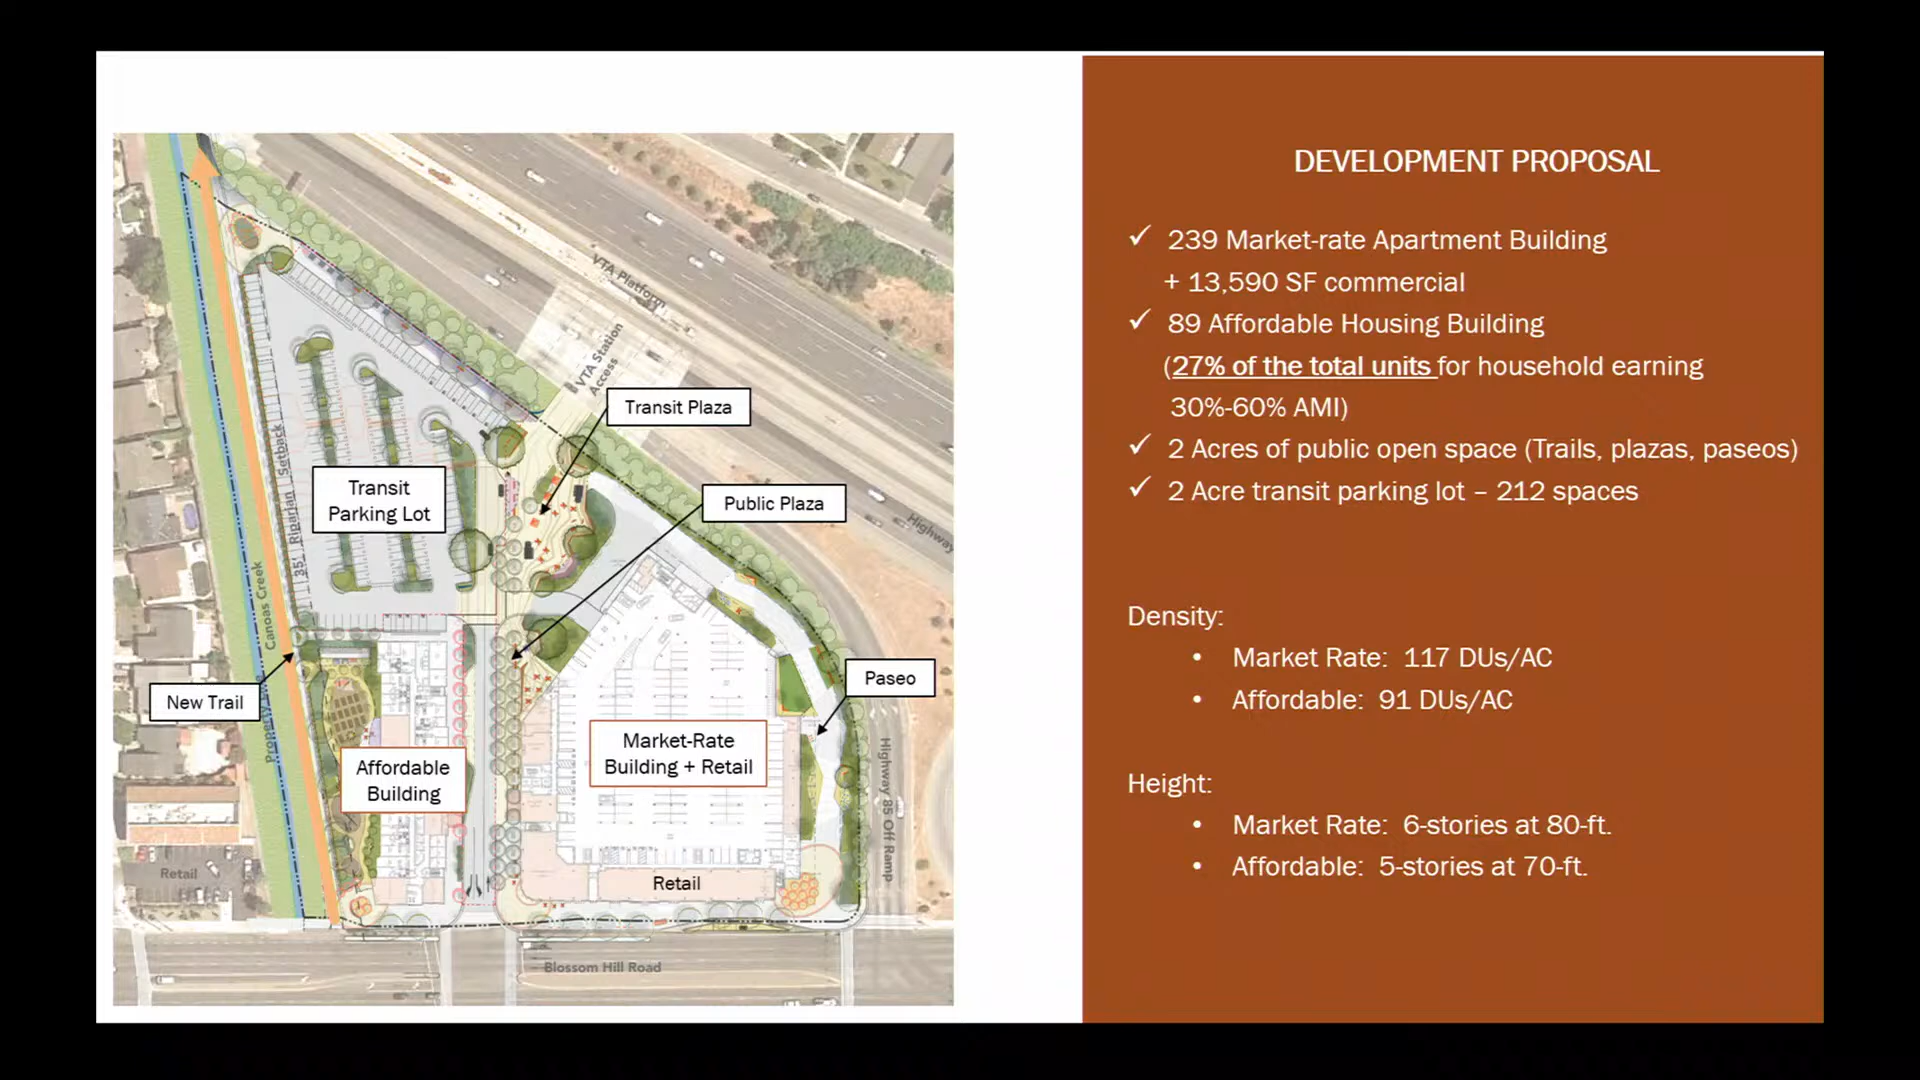 DEVELOPMENT PROPOSAL
✓ 239 Market-rate Apartment Building
+ 13,590 SF commercial
✓ 89 Affordable Housing Building
(27% of the total units for household earning
30%-60% AMI)
✓ 2 Acres of public open space (Trails, plazas, paseos)
✓ 2 Acre transit parking lot – 212 spaces
Density:
• Market Rate: 117 DUs/AC
• Affordable: 91 DUs/AC
Height:
• Market Rate: 6-stories at 80-ft.
• Affordable: 5-stories at 70-ft.
VTA Platform
VTA Station
Access
Transit Plaza
Transit
Parking Lot
Public Plaza
Highway
35' Riparian Setback
Canoas Creek
New Trail
Property
Paseo
Affordable
Building
Market-Rate
Building + Retail
Highway 85 Off Ramp
Retail
Retail
Blossom Hill Road